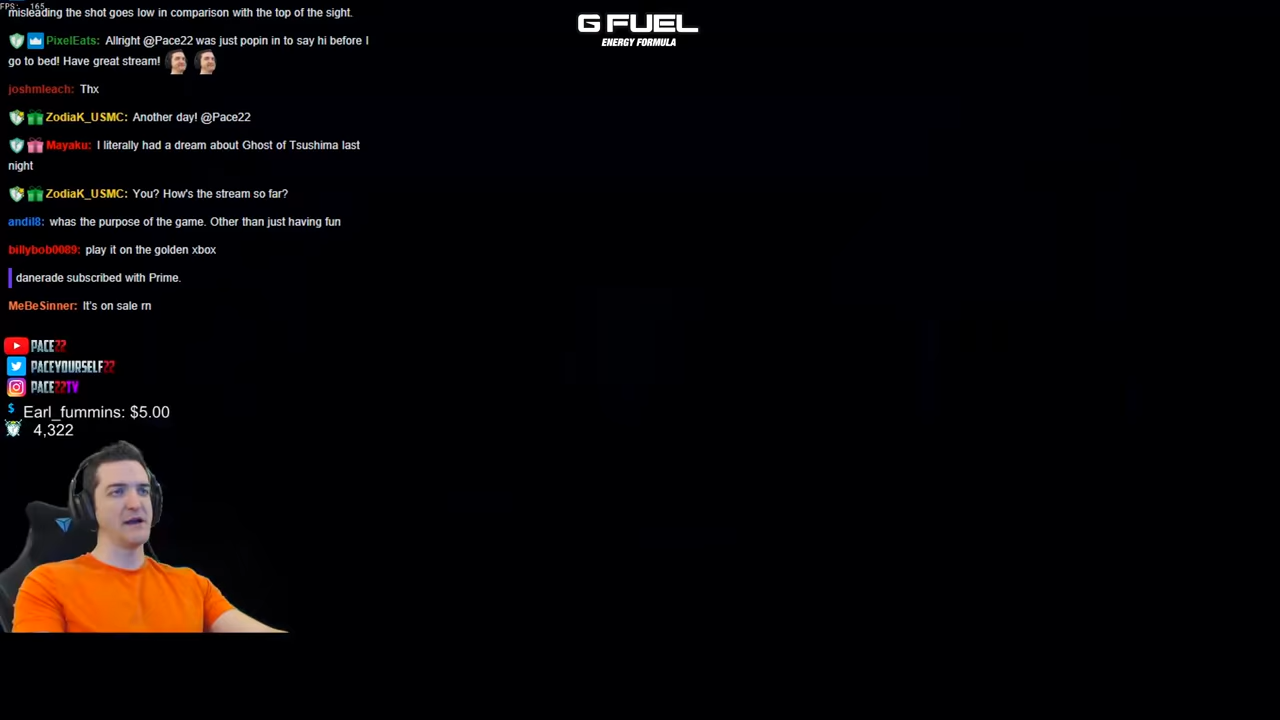 FPS: 165
misleading the shot goes low in comparison with the top of the sight.
PixelEats: Allright @Pace22 was just popin in to say hi before I
go to bed! Have great stream!
joshmleach: Thx
ZodiaK_USMC: Another day! @Pace22
Mayaku: I literally had a dream about Ghost of Tsushima last
night
ZodiaK_USMC: You? How's the stream so far?
andil8: whas the purpose of the game. Other than just having fun
billybob0089: play it on the golden xbox
danerade subscribed with Prime.
MeBeSinner: It's on sale rn
PACE22
PACEYOURSELF22
PACE22TV
$ Earl_fummins: $5.00
4,322
G FUEL
ENERGY FORMULA